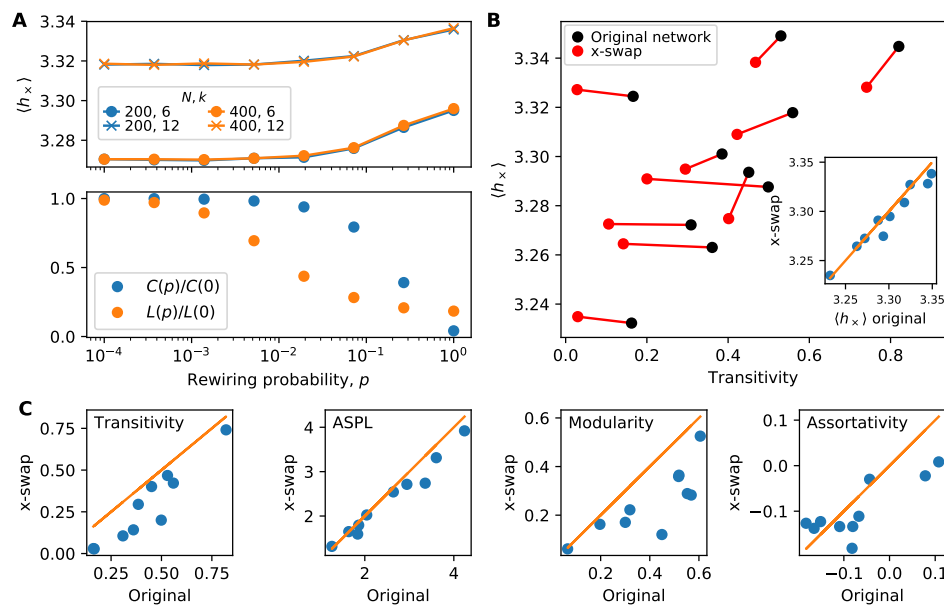 A
⟨h×⟩
3.34
3.32
3.30
3.28
N, k
200, 6
200, 12
400, 6
400, 12
1.0
0.5
0.0
C(p)/C(0)
L(p)/L(0)
10⁻⁴ 10⁻³ 10⁻² 10⁻¹ 10⁰
Rewiring probability, p
B
⟨h×⟩
3.34
3.32
3.30
3.28
3.26
3.24
Original network
x-swap
0.0 0.2 0.4 0.6 0.8
Transitivity
x-swap
3.35
3.30
3.25
3.25 3.30 3.35
⟨h×⟩ original
C
Transitivity
x-swap
0.75
0.50
0.25
0.00
0.25 0.50 0.75
Original
ASPL
x-swap
4
3
2
2 4
Original
Modularity
x-swap
0.6
0.4
0.2
0.2 0.4 0.6
Original
Assortativity
x-swap
0.0
−0.1
−0.1 0.0 0.1
Original